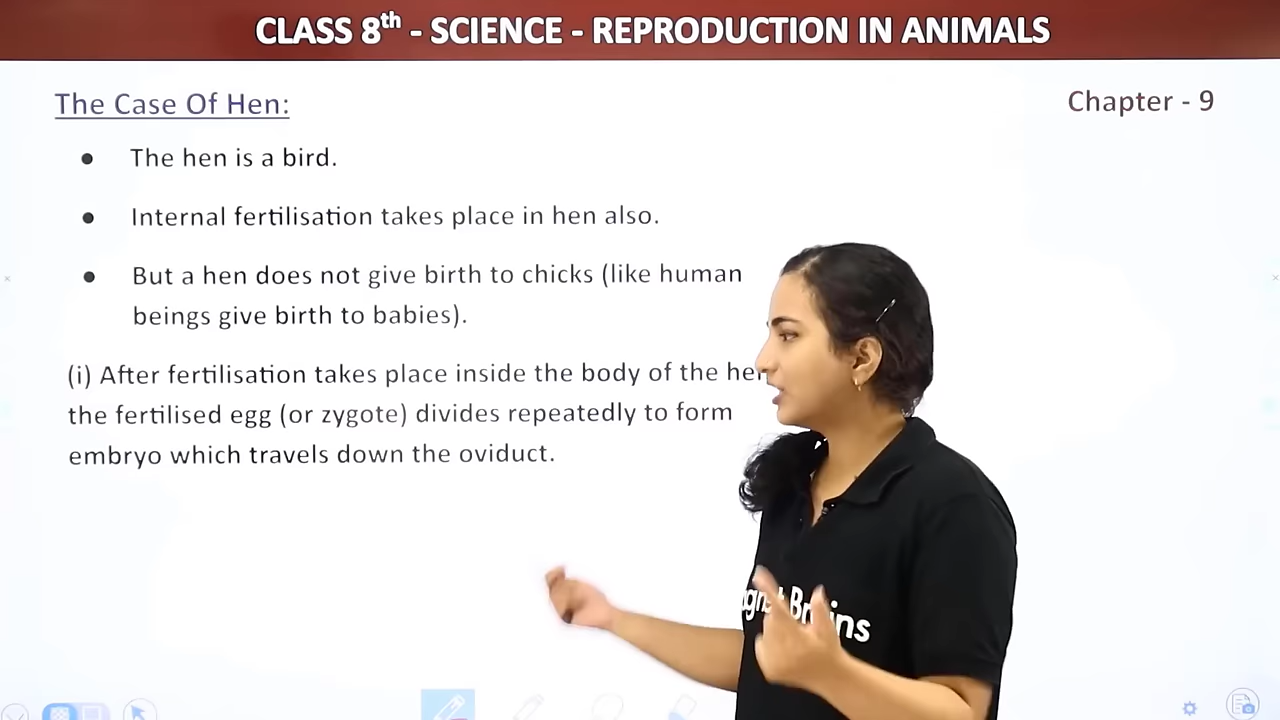 CLASS 8th - SCIENCE - REPRODUCTION IN ANIMALS
The Case Of Hen:
Chapter - 9
● The hen is a bird.
● Internal fertilisation takes place in hen also.
● But a hen does not give birth to chicks (like human
beings give birth to babies).
(i) After fertilisation takes place inside the body of the
the fertilised egg (or zygote) divides repeatedly to form
embryo which travels down the oviduct.